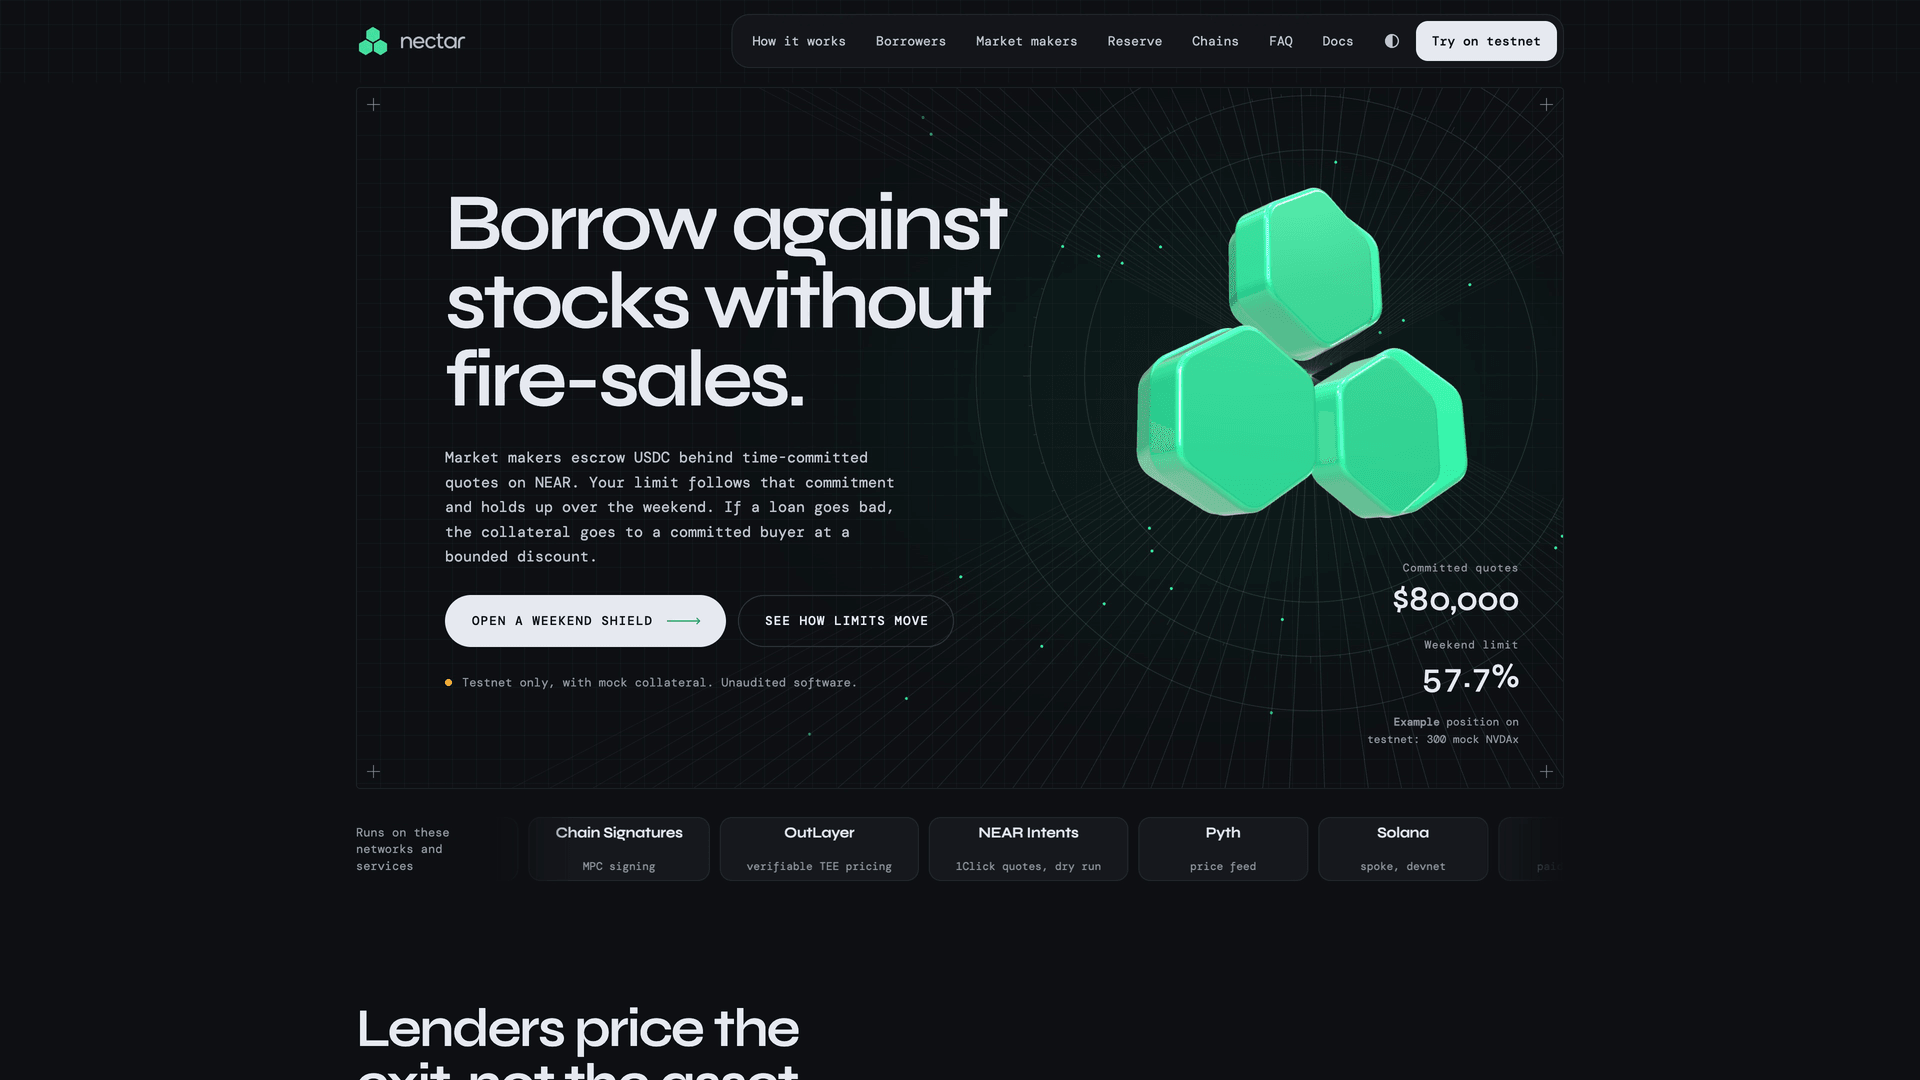 nectar
How it works
Borrowers
Market makers
Reserve
Chains
FAQ
Docs
Try on testnet
Borrow against
stocks without
fire-sales.
Market makers escrow USDC behind time-committed
quotes on NEAR. Your limit follows that commitment
and holds up over the weekend. If a loan goes bad,
the collateral goes to a committed buyer at a
bounded discount.
OPEN A WEEKEND SHIELD
SEE HOW LIMITS MOVE
Testnet only, with mock collateral. Unaudited software.
Committed quotes
$80,000
Weekend limit
57.7%
Example position on
testnet: 300 mock NVDAx
Runs on these
networks and
services
Chain Signatures
MPC signing
OutLayer
verifiable TEE pricing
NEAR Intents
1Click quotes, dry run
Pyth
price feed
Solana
spoke, devnet
Lenders price the
exit, not the asset